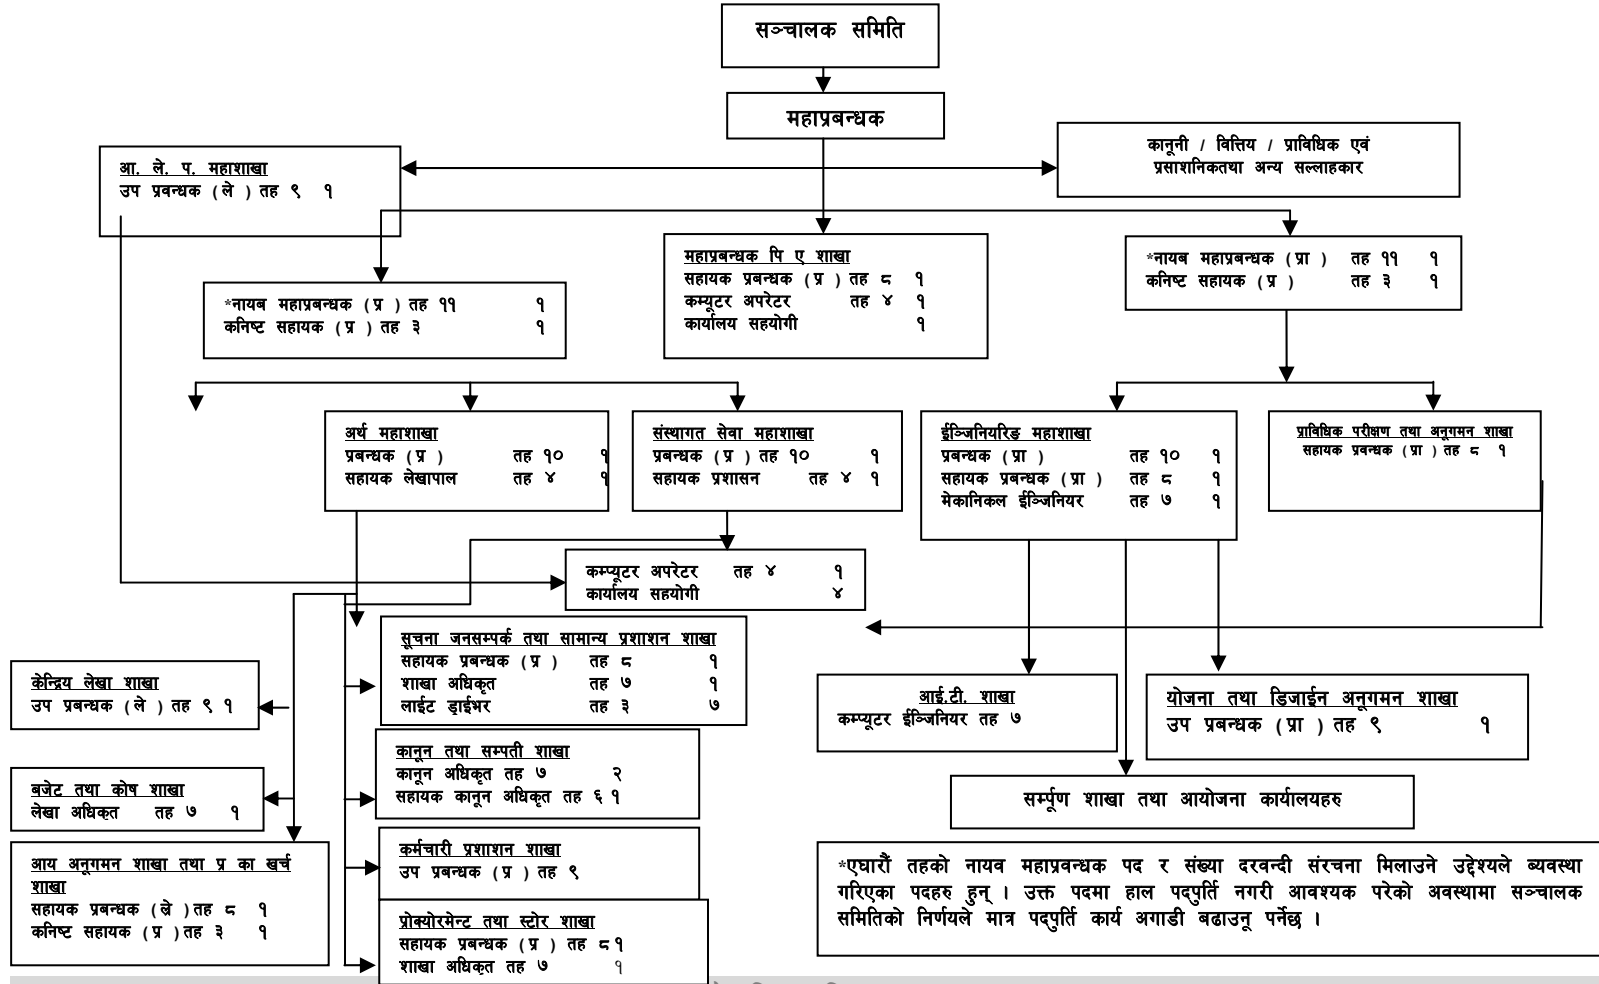 सञ्चालक समिति
महाप्रबन्धक
कानूनी / वित्तिय / प्राविधिक एवं
प्रसाशनिकतथा अन्य सल्लाहकार
आ. ले. प. महाशाखा
उप प्रवन्धक (ले ) तह ९ १
महाप्रबन्धक पि ए शाखा
सहायक प्रबन्धक (प्र ) तह ८ १
कम्यूटर अपरेटर तह ४ १
कार्यालय सहयोगी १
*नायब महाप्रबन्धक (प्रा ) तह ११ १
कनिष्ट सहायक (प्र ) तह ३ १
*नायब महाप्रबन्धक (प्र ) तह ११ १
कनिष्ट सहायक (प्र ) तह ३ १
अर्थ महाशाखा
प्रबन्धक (प्र ) तह १० १
सहायक लेखापाल तह ४ १
संस्थागत सेवा महाशाखा
प्रबन्धक (प्र ) तह १० १
सहायक प्रशासन तह ४ १
ईञ्जिनियरिङ महाशाखा
प्रबन्धक (प्रा ) तह १० १
सहायक प्रबन्धक (प्रा ) तह ८ १
मेकानिकल ईञ्जिनियर तह ७ १
प्राविधिक परीक्षण तथा अनूगमन शाखा
सहायक प्रवन्धक (प्रा ) तह ८ १
कम्प्यूटर अपरेटर तह ४ १
कार्यालय सहयोगी ४
सूचना जनसम्पर्क तथा सामान्य प्रशाशन शाखा
सहायक प्रबन्धक (प्र ) तह ८ १
शाखा अधिकृत तह ७ १
लाईट ड्राईभर तह ३ ७
केन्द्रिय लेखा शाखा
उप प्रबन्धक (ले ) तह ९ १
आई.टी. शाखा
कम्प्यूटर ईञ्जिनियर तह ७
योजना तथा डिजाईन अनूगमन शाखा
उप प्रबन्धक (प्रा ) तह ९ १
कानून तथा सम्पती शाखा
कानून अधिकृत तह ७ २
सहायक कानून अधिकृत तह ६ १
बजेट तथा कोष शाखा
लेखा अधिकृत तह ७ १
सर्म्पूण शाखा तथा आयोजना कार्यालयहरु
कर्मचारी प्रशाशन शाखा
उप प्रबन्धक (प्र ) तह ९
आय अनूगमन शाखा तथा प्र का खर्च
शाखा
सहायक प्रबन्धक (ले ) तह ८ १
कनिष्ट सहायक (प्र ) तह ३ १
प्रोक्योरमेन्ट तथा स्टोर शाखा
सहायक प्रबन्धक (प्र ) तह ८ १
शाखा अधिकृत तह ७ १
*एघारौं तहको नायव महाप्रवन्धक पद र संख्या दरवन्दी संरचना मिलाउने उद्देश्यले ब्यवस्था
गरिएका पदहरु हुन् । उक्त पदमा हाल पद्पुर्ति नगरी आवश्यक परेको अवस्थामा सञ्चालक
समितिको निर्णयले मात्र पद्पुर्ति कार्य अगाडी बढाउनू पर्नेछ ।